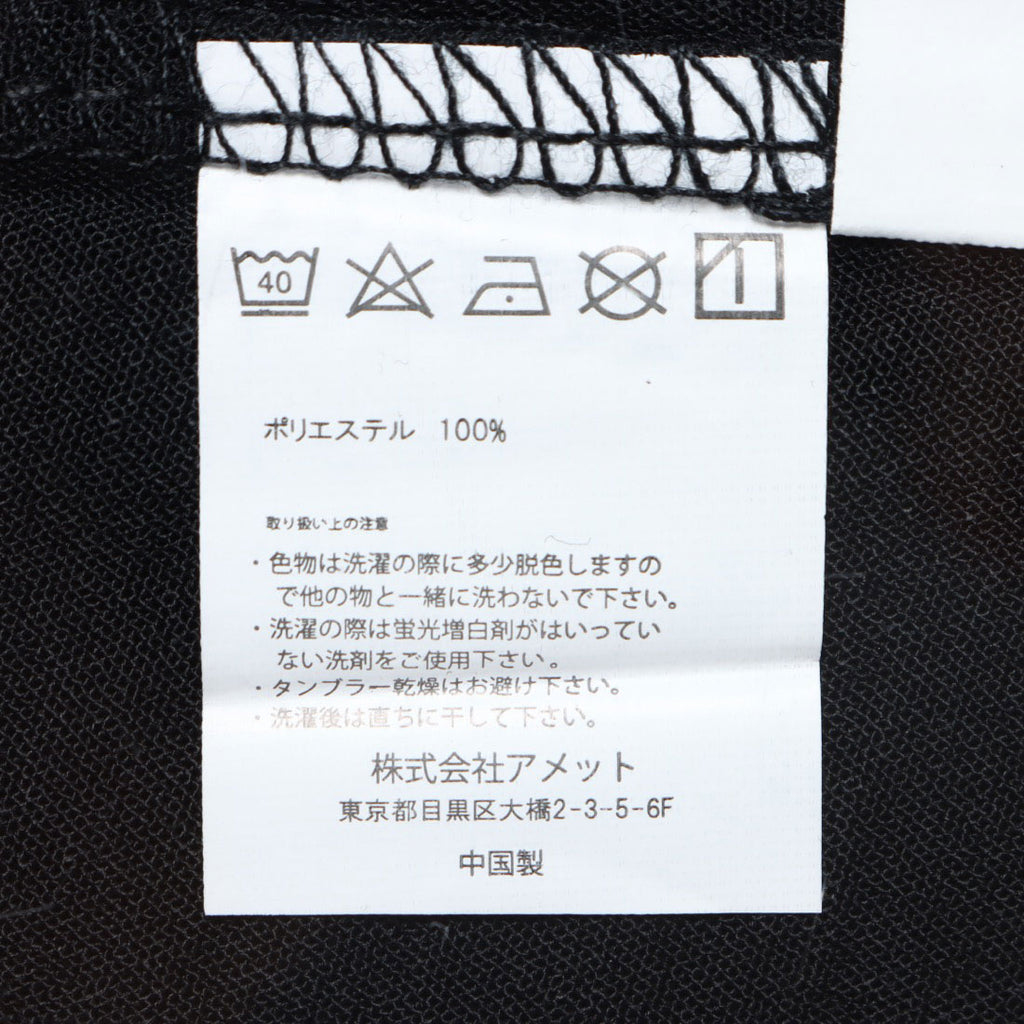 40
ポリエステル 100%
取り扱い上の注意
・色物は洗濯の際に多少脱色しますの
で他の物と一緒に洗わないで下さい。
・洗濯の際は蛍光増白剤がはいってい
ない洗剤をご使用下さい。
・タンブラー乾燥はお避け下さい。
・洗濯後は直ちに干して下さい。
株式会社アメット
東京都目黒区大橋2-3-5-6F
中国製